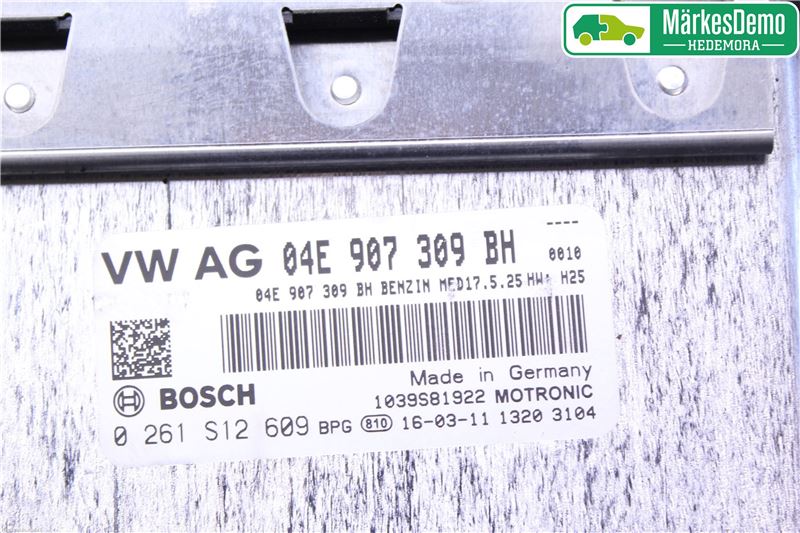 MärkesDemo
HEDEMORA
----
VW AG 04E 907 309 BH 0010
04E 907 309 BH BENZIN MED17.5.25 HW: H25
Made in Germany
BOSCH 1039S81922 MOTRONIC
0 261 S12 609 BPG 810 16-03-11 1320 3104